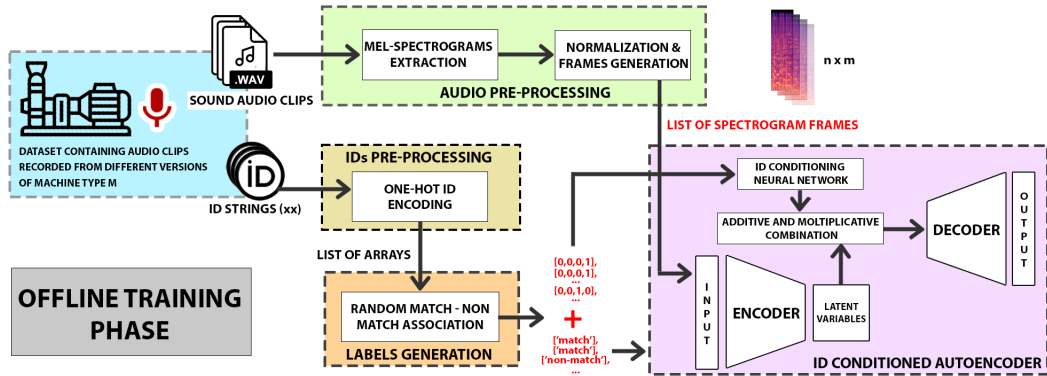 .WAV
SOUND AUDIO CLIPS
MEL-SPECTROGRAMS
EXTRACTION
NORMALIZATION &
FRAMES GENERATION
AUDIO PRE-PROCESSING
n x m
DATASET CONTAINING AUDIO CLIPS
RECORDED FROM DIFFERENT VERSIONS
OF MACHINE TYPE M
iD
ID STRINGS (xx)
IDs PRE-PROCESSING
ONE-HOT ID
ENCODING
LIST OF ARRAYS
LIST OF SPECTROGRAM FRAMES
ID CONDITIONING
NEURAL NETWORK
ADDITIVE AND MULTIPLICATIVE
COMBINATION
DECODER
OUTPUT
INPUT
ENCODER
LATENT
VARIABLES
ID CONDITIONED AUTOENCODER
OFFLINE TRAINING
PHASE
RANDOM MATCH - NON
MATCH ASSOCIATION
LABELS GENERATION
[0,0,0,1],
[0,0,0,1],
...
[0,0,1,0],
...
+
['match'],
['match'],
['non-match'],
...